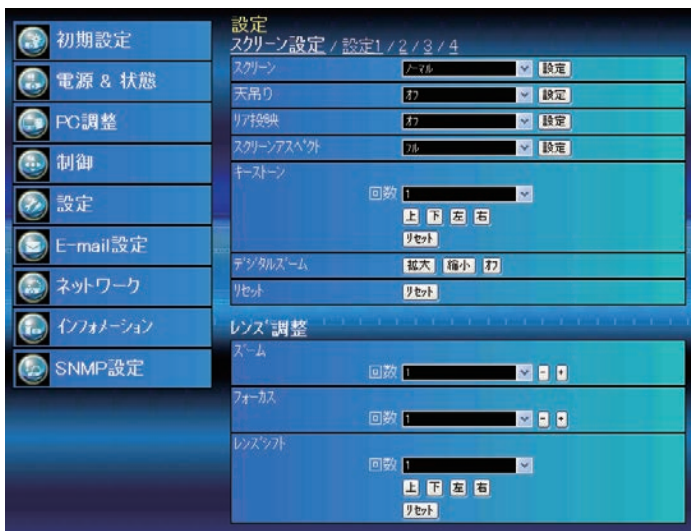 初期設定
電源 & 状態
PC調整
制御
設定
E-mail設定
ネットワーク
インフォメーション
SNMP設定
設定
スクリーン設定 / 設定1 / 2 / 3 / 4
スクリーン ノーマル 設定
天吊り オフ 設定
リア投映 オフ 設定
スクリーンアスペクト フル 設定
キーストーン
回数 1
上 下 左 右
リセット
デジタルズーム 拡大 縮小 オフ
リセット リセット
レンズ調整
ズーム
回数 1 - +
フォーカス
回数 1 - +
レンズシフト
回数 1
上 下 左 右
リセット